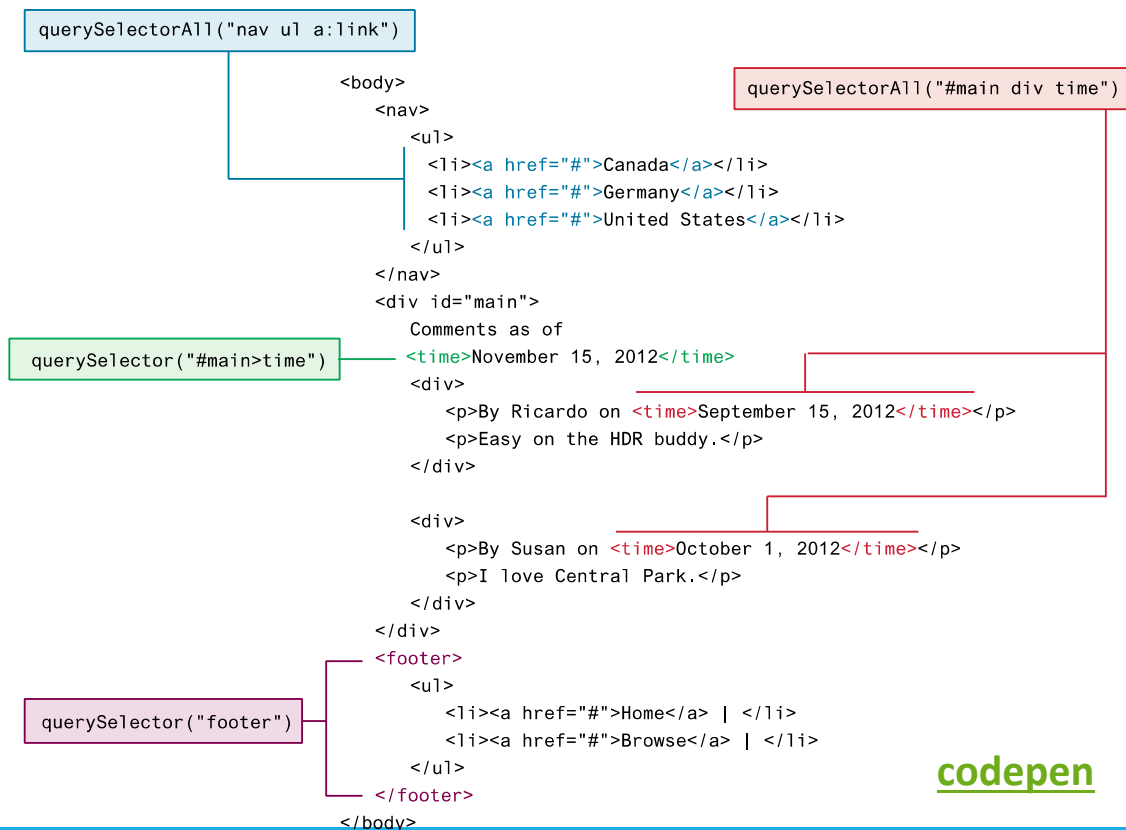 querySelectorAll("nav ul a:link")
<body>
querySelectorAll("#main div time")
<nav>
<ul>
<li><a href="#">Canada</a></li>
<li><a href="#">Germany</a></li>
<li><a href="#">United States</a></li>
</ul>
</nav>
<div id="main">
Comments as of
querySelector("#main>time")
<time>November 15, 2012</time>
<div>
<p>By Ricardo on <time>September 15, 2012</time></p>
<p>Easy on the HDR buddy.</p>
</div>
<div>
<p>By Susan on <time>October 1, 2012</time></p>
<p>I love Central Park.</p>
</div>
</div>
<footer>
<ul>
querySelector("footer")
<li><a href="#">Home</a> | </li>
<li><a href="#">Browse</a> | </li>
</ul>
codepen
</footer>
</body>